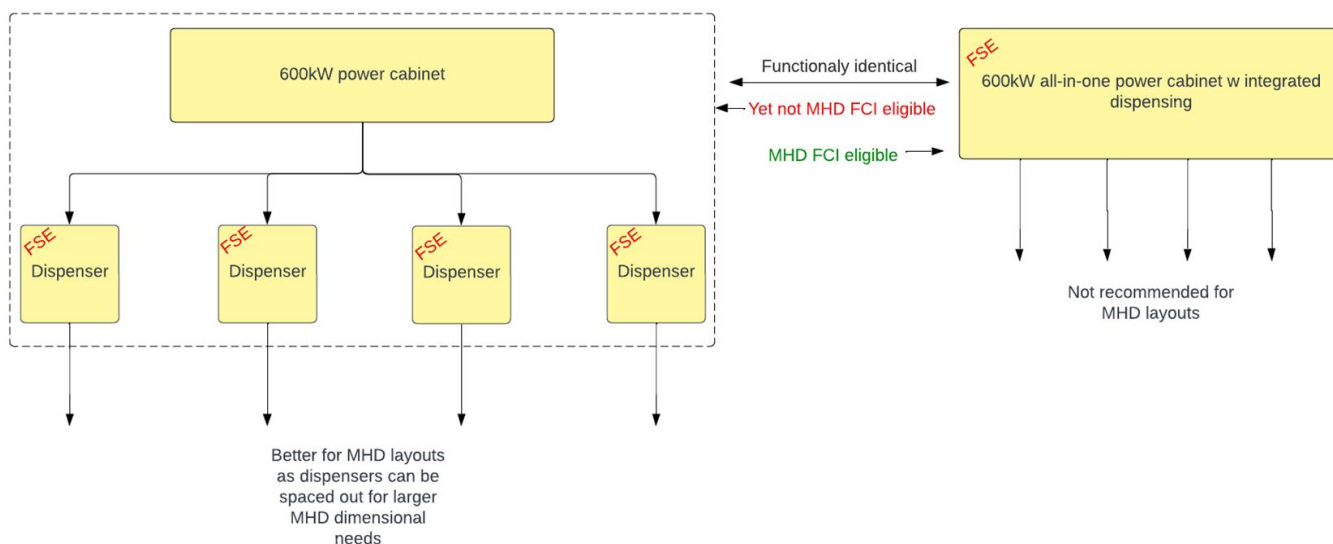 600kW power cabinet
FSE
Dispenser
FSE
Dispenser
FSE
Dispenser
FSE
Dispenser
Better for MHD layouts
as dispensers can be
spaced out for larger
MHD dimensional
needs
Functionaly identical
Yet not MHD FCI eligible
MHD FCI eligible
FSE
600kW all-in-one power cabinet w integrated
dispensing
Not recommended for
MHD layouts